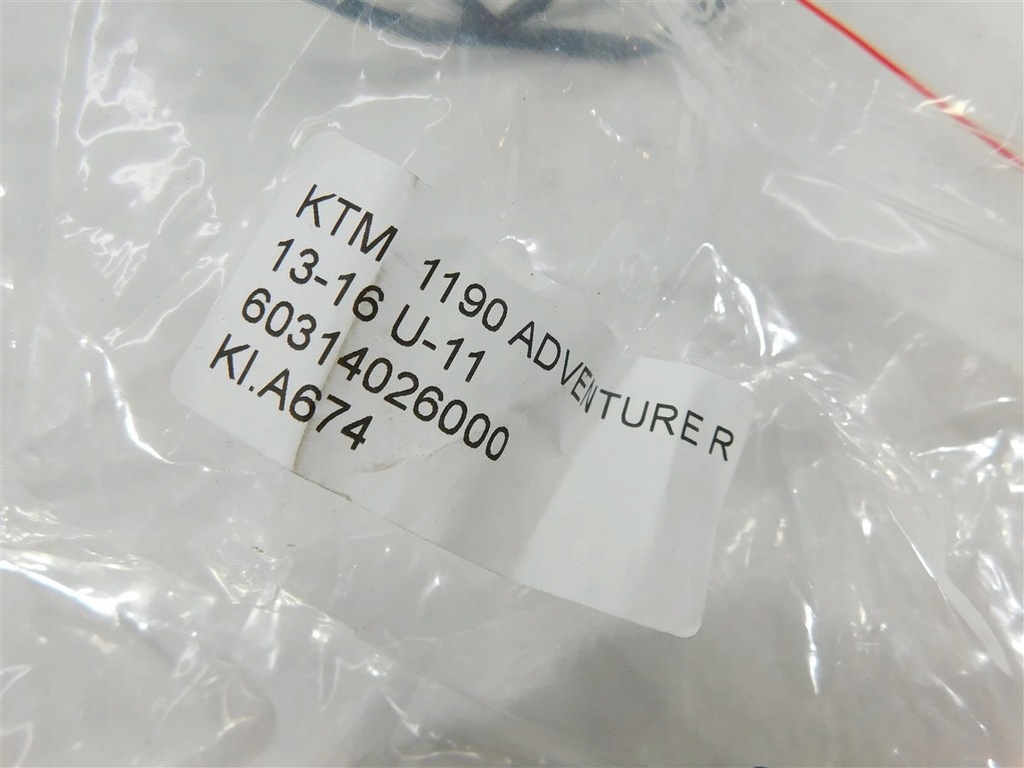 KTM 1190 ADVENTURE R
13-16 U-11
60314026000
KI.A674